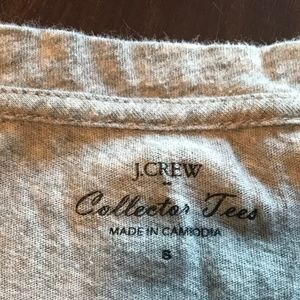 J.CREW
Collector Tees
MADE IN CAMBODIA
S